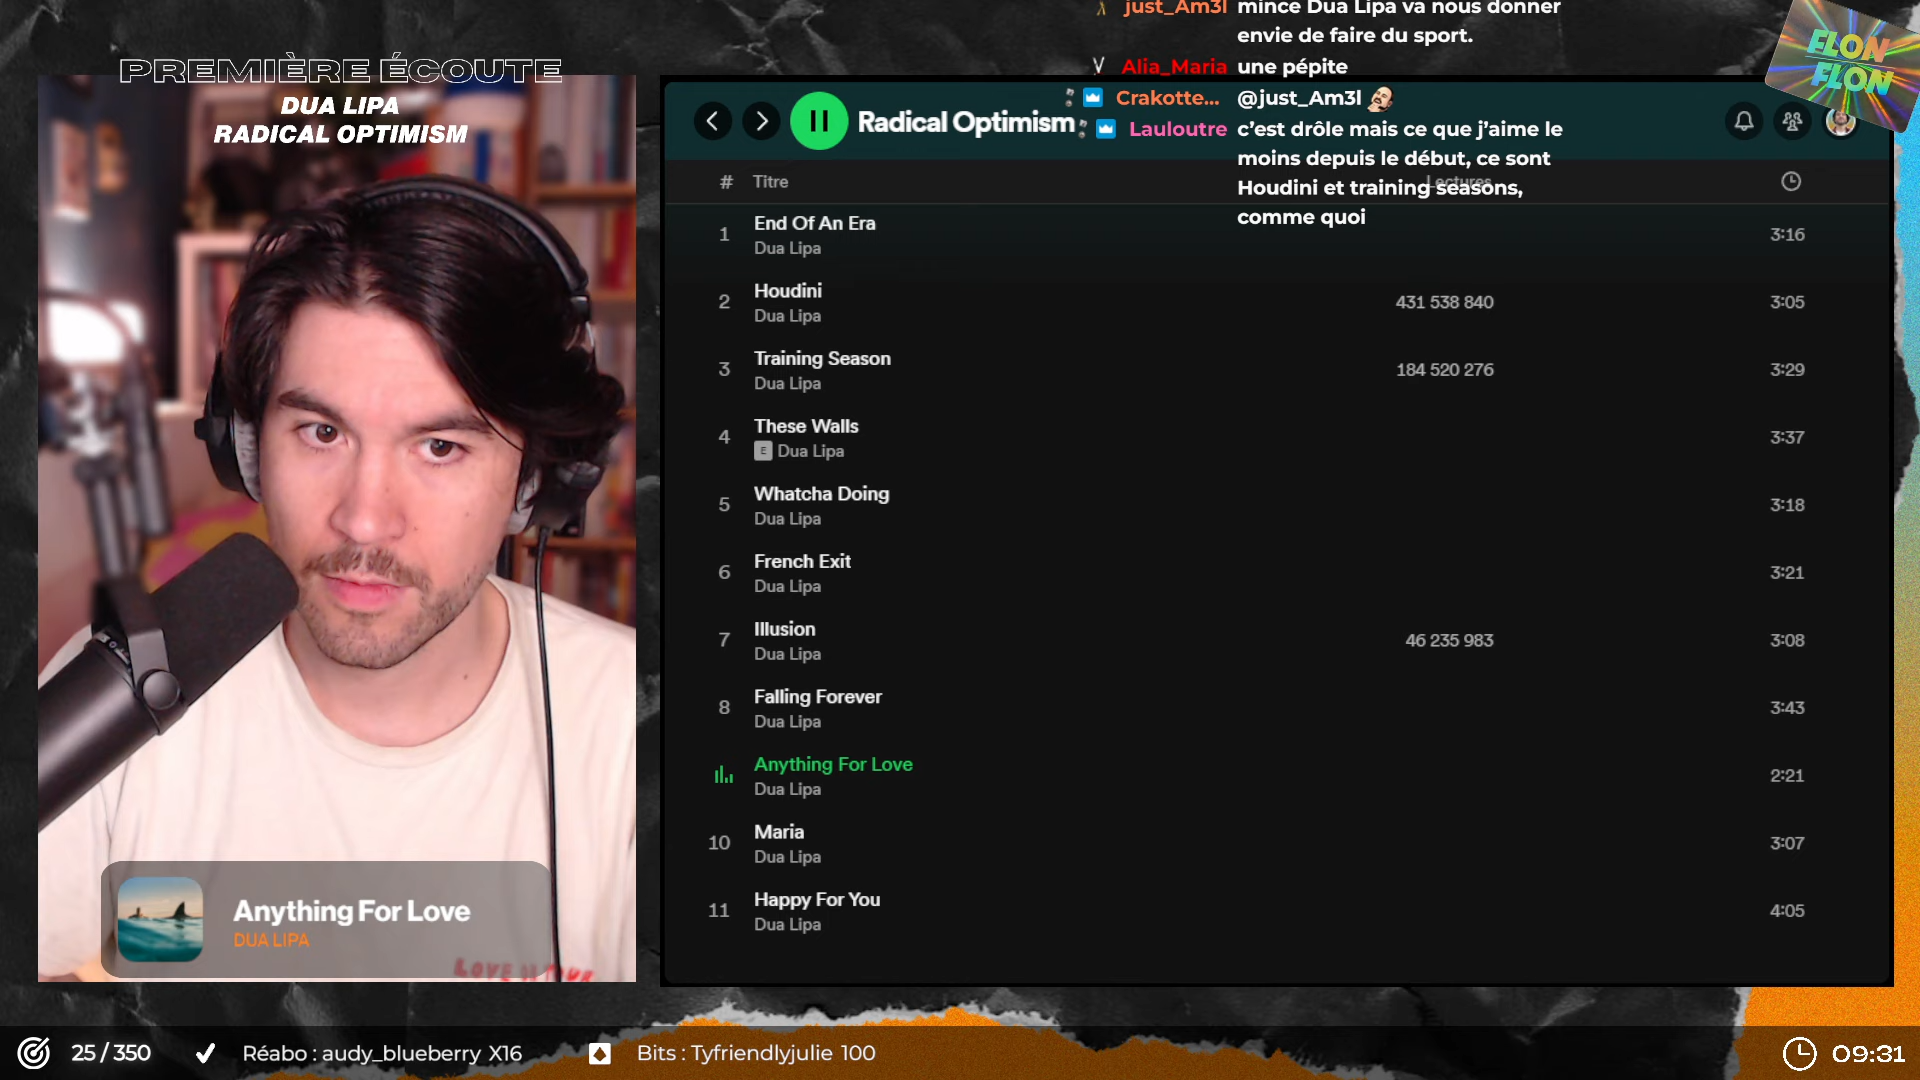 PREMIÈRE ÉCOUTE
DUA LIPA
RADICAL OPTIMISM
just_Am3l mince Dua Lipa va nous donner
envie de faire du sport.
Alia_Maria une pépite
Crakotte... @just_Am3l
Lauloutre c’est drôle mais ce que j’aime le
moins depuis le début, ce sont
Houdini et training seasons,
comme quoi
FLON
FLON
Radical Optimism
# Titre Lectures
1 End Of An Era 3:16
Dua Lipa
2 Houdini 431 538 840 3:05
Dua Lipa
3 Training Season 184 520 276 3:29
Dua Lipa
4 These Walls 3:37
E Dua Lipa
5 Whatcha Doing 3:18
Dua Lipa
6 French Exit 3:21
Dua Lipa
7 Illusion 46 235 983 3:08
Dua Lipa
8 Falling Forever 3:43
Dua Lipa
Anything For Love 2:21
Dua Lipa
10 Maria 3:07
Dua Lipa
11 Happy For You 4:05
Dua Lipa
Anything For Love
DUA LIPA
25 / 350 Réabo : audy_blueberry X16 Bits : Tyfriendlyjulie 100 09:31